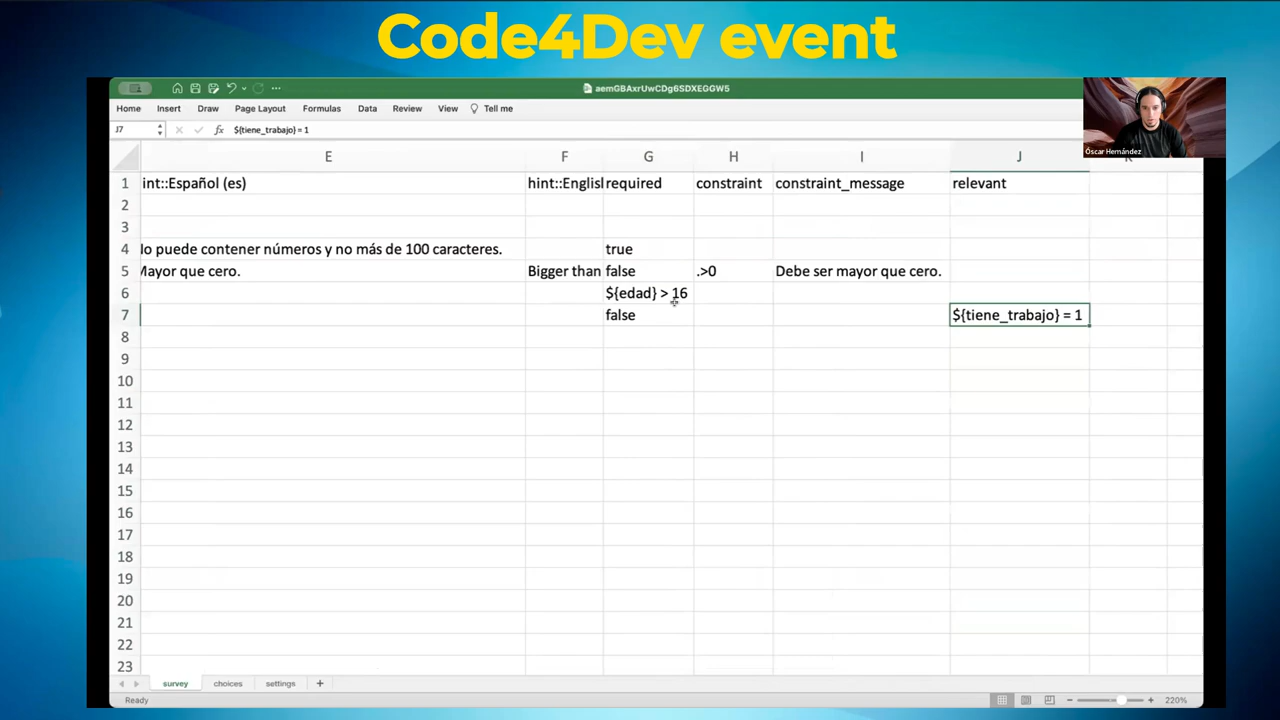 Code4Dev event
aemGBAxrUwCDg6SDXEGGW5
Home Insert Draw Page Layout Formulas Data Review View Tell me
J7 fx ${tiene_trabajo} = 1
Óscar Hernández
E F G H I J K
1 int::Español (es) hint::Englisl required constraint constraint_message relevant
2
3
4 lo puede contener números y no más de 100 caracteres. true
5 Mayor que cero. Bigger than false .>0 Debe ser mayor que cero.
6 ${edad} > 16
7 false ${tiene_trabajo} = 1
8
9
10
11
12
13
14
15
16
17
18
19
20
21
22
23
survey choices settings +
Ready 220%